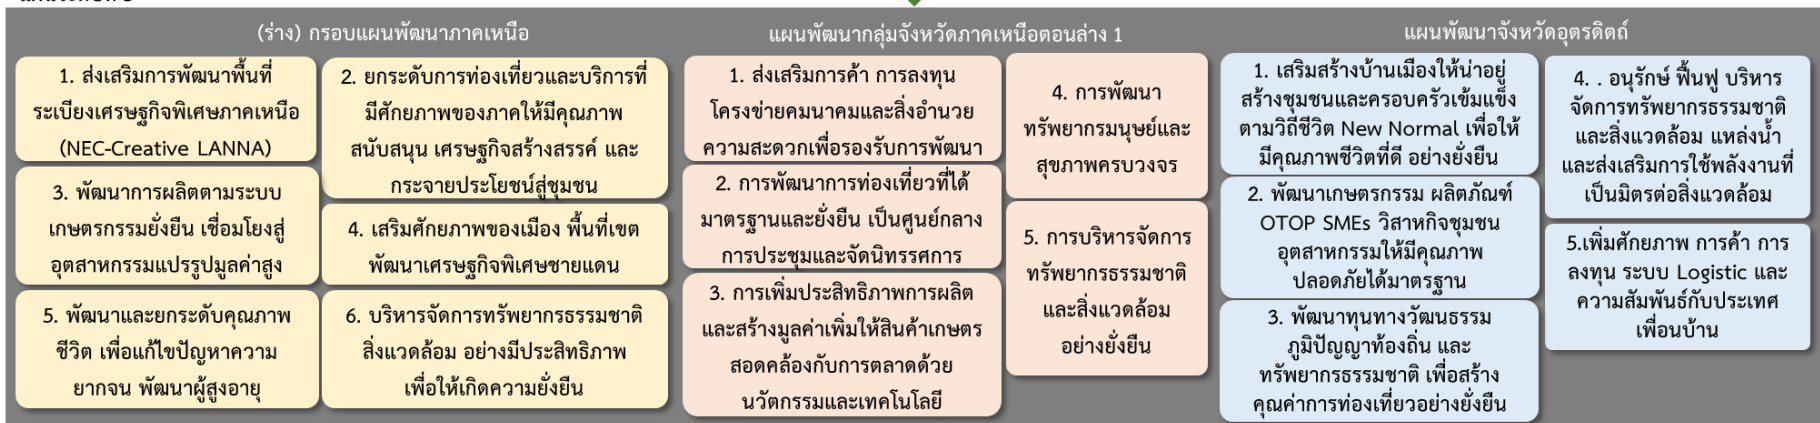 (ร่าง) กรอบแผนพัฒนาภาคเหนือ
1. ส่งเสริมการพัฒนาพื้นที่
ระเบียงเศรษฐกิจพิเศษภาคเหนือ
(NEC-Creative LANNA)
2. ยกระดับการท่องเที่ยวและบริการที่
มีศักยภาพของภาคให้มีคุณภาพ
สนับสนุน เศรษฐกิจสร้างสรรค์ และ
กระจายประโยชน์สู่ชุมชน
3. พัฒนาการผลิตตามระบบ
เกษตรกรรมยั่งยืน เชื่อมโยงสู่
อุตสาหกรรมแปรรูปมูลค่าสูง
4. เสริมศักยภาพของเมือง พื้นที่เขต
พัฒนาเศรษฐกิจพิเศษชายแดน
5. พัฒนาและยกระดับคุณภาพ
ชีวิต เพื่อแก้ไขปัญหาความ
ยากจน พัฒนาผู้สูงอายุ
6. บริหารจัดการทรัพยากรธรรมชาติ
สิ่งแวดล้อม อย่างมีประสิทธิภาพ
เพื่อให้เกิดความยั่งยืน
แผนพัฒนากลุ่มจังหวัดภาคเหนือตอนล่าง 1
1. ส่งเสริมการค้า การลงทุน
โครงข่ายคมนาคมและสิ่งอำนวย
ความสะดวกเพื่อรองรับการพัฒนา
2. การพัฒนาการท่องเที่ยวที่ได้
มาตรฐานและยั่งยืน เป็นศูนย์กลาง
การประชุมและจัดนิทรรศการ
3. การเพิ่มประสิทธิภาพการผลิต
และสร้างมูลค่าเพิ่มให้สินค้าเกษตร
สอดคล้องกับการตลาดด้วย
นวัตกรรมและเทคโนโลยี
4. การพัฒนา
ทรัพยากรมนุษย์และ
สุขภาพครบวงจร
5. การบริหารจัดการ
ทรัพยากรธรรมชาติ
และสิ่งแวดล้อม
อย่างยั่งยืน
แผนพัฒนาจังหวัดอุตรดิตถ์
1. เสริมสร้างบ้านเมืองให้น่าอยู่
สร้างชุมชนและครอบครัวเข้มแข็ง
ตามวิถีชีวิต New Normal เพื่อให้
มีคุณภาพชีวิตที่ดี อย่างยั่งยืน
2. พัฒนาเกษตรกรรม ผลิตภัณฑ์
OTOP SMEs วิสาหกิจชุมชน
อุตสาหกรรมให้มีคุณภาพ
ปลอดภัยได้มาตรฐาน
3. พัฒนาทุนทางวัฒนธรรม
ภูมิปัญญาท้องถิ่น และ
ทรัพยากรธรรมชาติ เพื่อสร้าง
คุณค่าการท่องเที่ยวอย่างยั่งยืน
4. . อนุรักษ์ ฟื้นฟู บริหาร
จัดการทรัพยากรธรรมชาติ
และสิ่งแวดล้อม แหล่งน้ำ
และส่งเสริมการใช้พลังงานที่
เป็นมิตรต่อสิ่งแวดล้อม
5.เพิ่มศักยภาพ การค้า การ
ลงทุน ระบบ Logistic และ
ความสัมพันธ์กับประเทศ
เพื่อนบ้าน